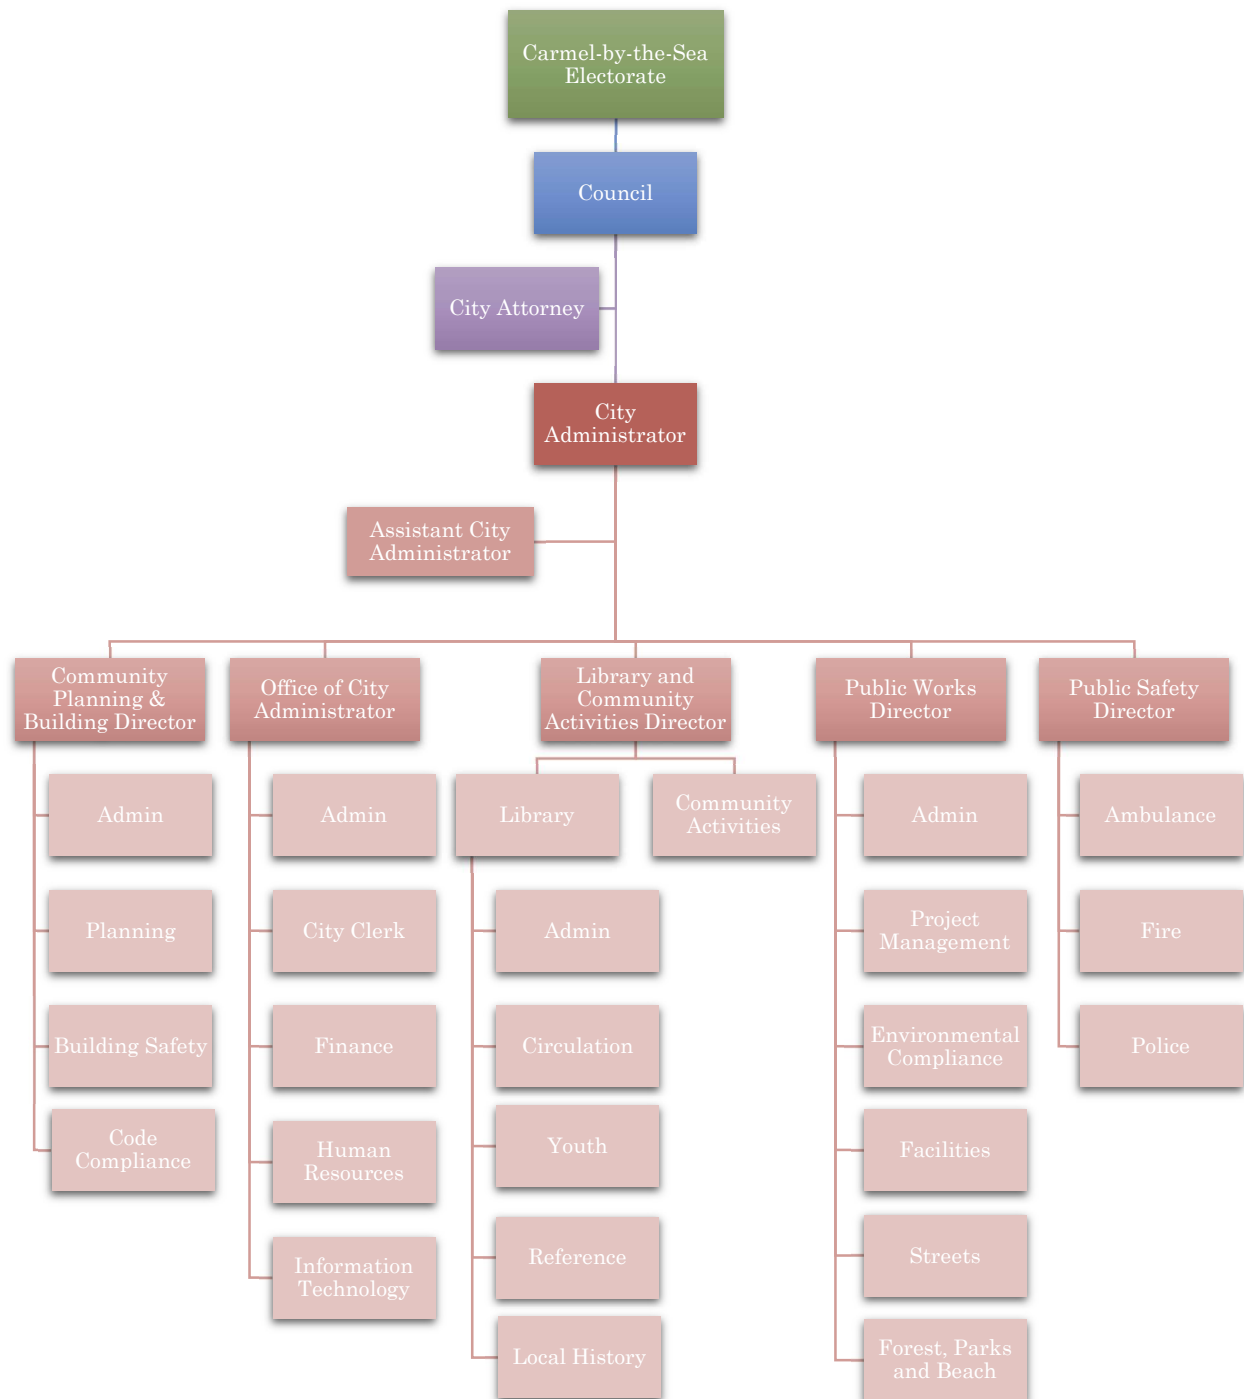 Carmel-by-the-Sea
Electorate
Council
City Attorney
City
Administrator
Assistant City
Administrator
Community
Planning &
Building Director
Office of City
Administrator
Library and
Community
Activities Director
Public Works
Director
Public Safety
Director
Admin
Planning
Building Safety
Code
Compliance
Admin
City Clerk
Finance
Human
Resources
Information
Technology
Library
Community
Activities
Admin
Circulation
Youth
Reference
Local History
Admin
Project
Management
Environmental
Compliance
Facilities
Streets
Forest, Parks
and Beach
Ambulance
Fire
Police